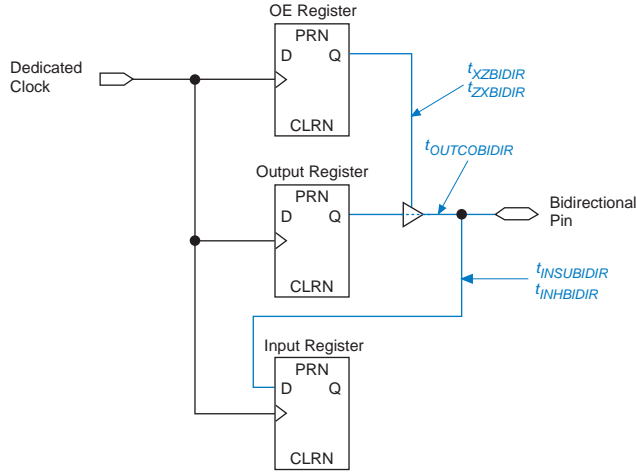 OE Register
PRN
D Q
CLRN
Dedicated
Clock
tXZBIDIR
tZXBIDIR
tOUTCOBIDIR
Output Register
PRN
D Q
CLRN
Bidirectional
Pin
tINSUBIDIR
tINHBIDIR
Input Register
PRN
D Q
CLRN